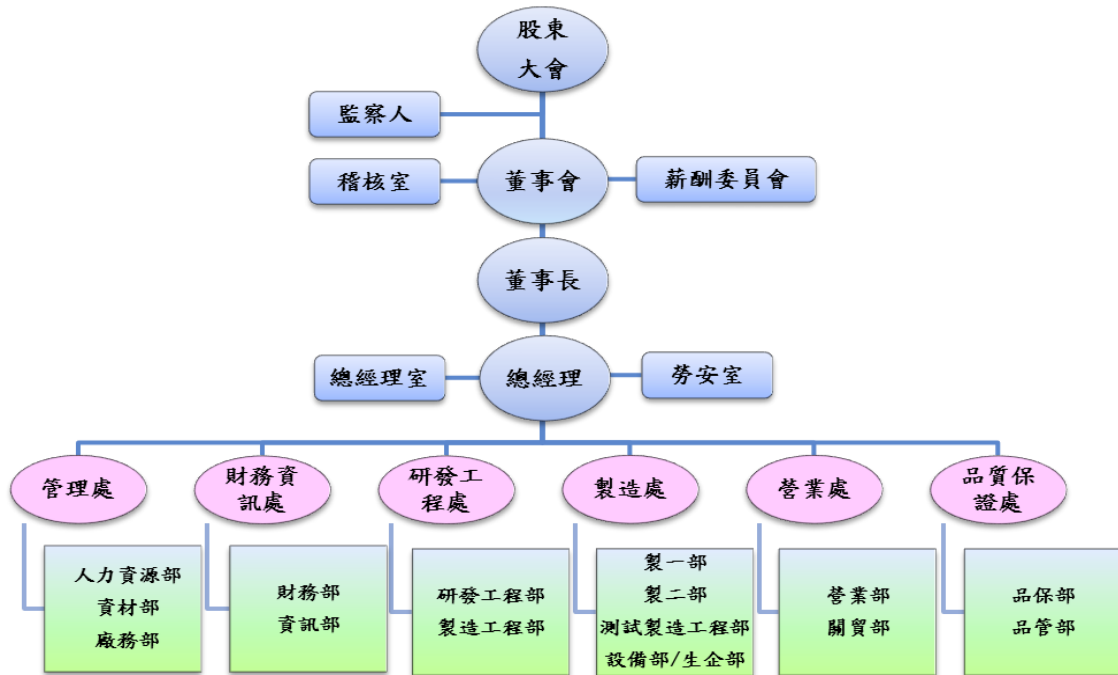 股東
大會
監察人
稽核室
董事會
薪酬委員會
董事長
總經理室
總經理
勞安室
管理處
財務資
訊處
研發工
程處
製造處
營業處
品質保
證處
人力資源部
資材部
廠務部
財務部
資訊部
研發工程部
製造工程部
製一部
製二部
測試製造工程部
設備部/生企部
營業部
關貿部
品保部
品管部